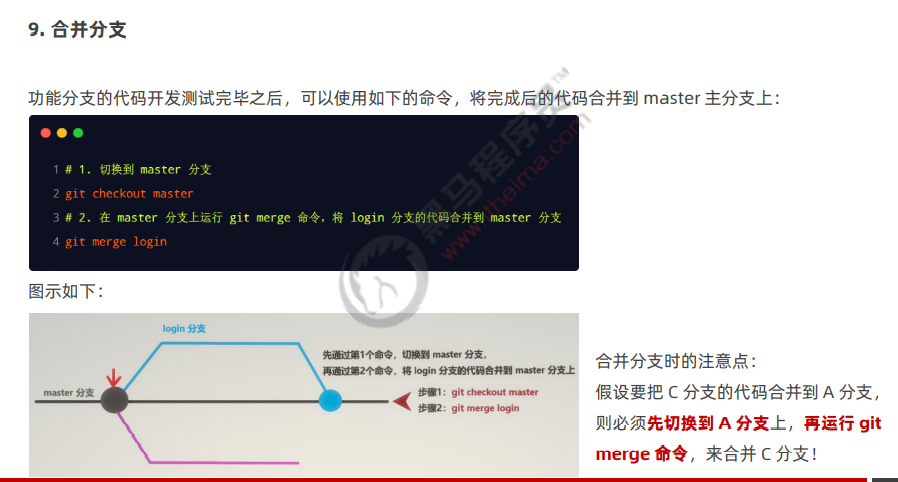 9. 合并分支
功能分支的代码开发测试完毕之后，可以使用如下的命令，将完成后的代码合并到 master 主分支上：
1 # 1. 切换到 master 分支
2 git checkout master
3 # 2. 在 master 分支上运行 git merge 命令，将 login 分支的代码合并到 master 分支
4 git merge login
图示如下：
login 分支
先通过第1个命令，切换到 master 分支，
再通过第2个命令，将 login 分支的代码合并到 master 分支上
master 分支
步骤1：git checkout master
步骤2：git merge login
合并分支时的注意点：
假设要把 C 分支的代码合并到 A 分支，
则必须先切换到 A 分支上，再运行 git
merge 命令，来合并 C 分支！
黑马程序员™
www.itheima.com